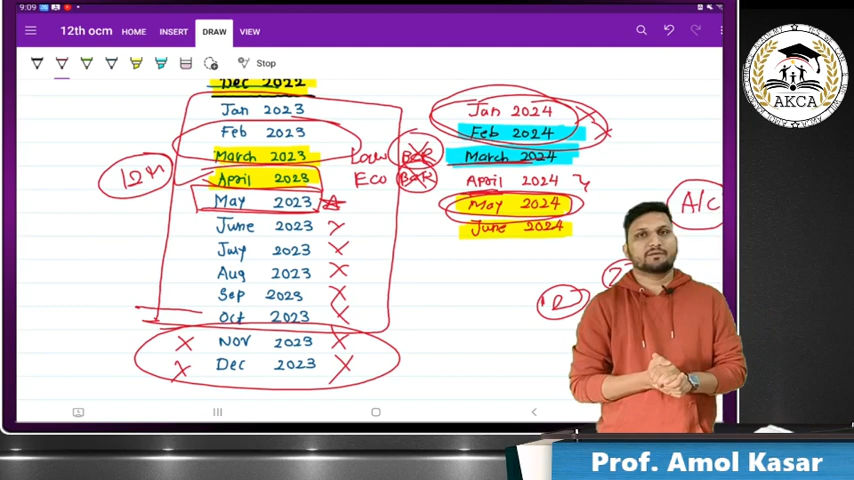 9:09
12th ocm HOME INSERT DRAW VIEW
Stop
Dec 2022
Jan 2023
Feb 2023
March 2023
April 2023
May 2023
June 2023
July 2023
Aug 2023
Sep 2023
Oct 2023
Nov 2023
Dec 2023
12th
Law
Eco
Jan 2024
Feb 2024
March 2024
April 2024
May 2024
June 2024
A/C
AKCA
Prof. Amol Kasar